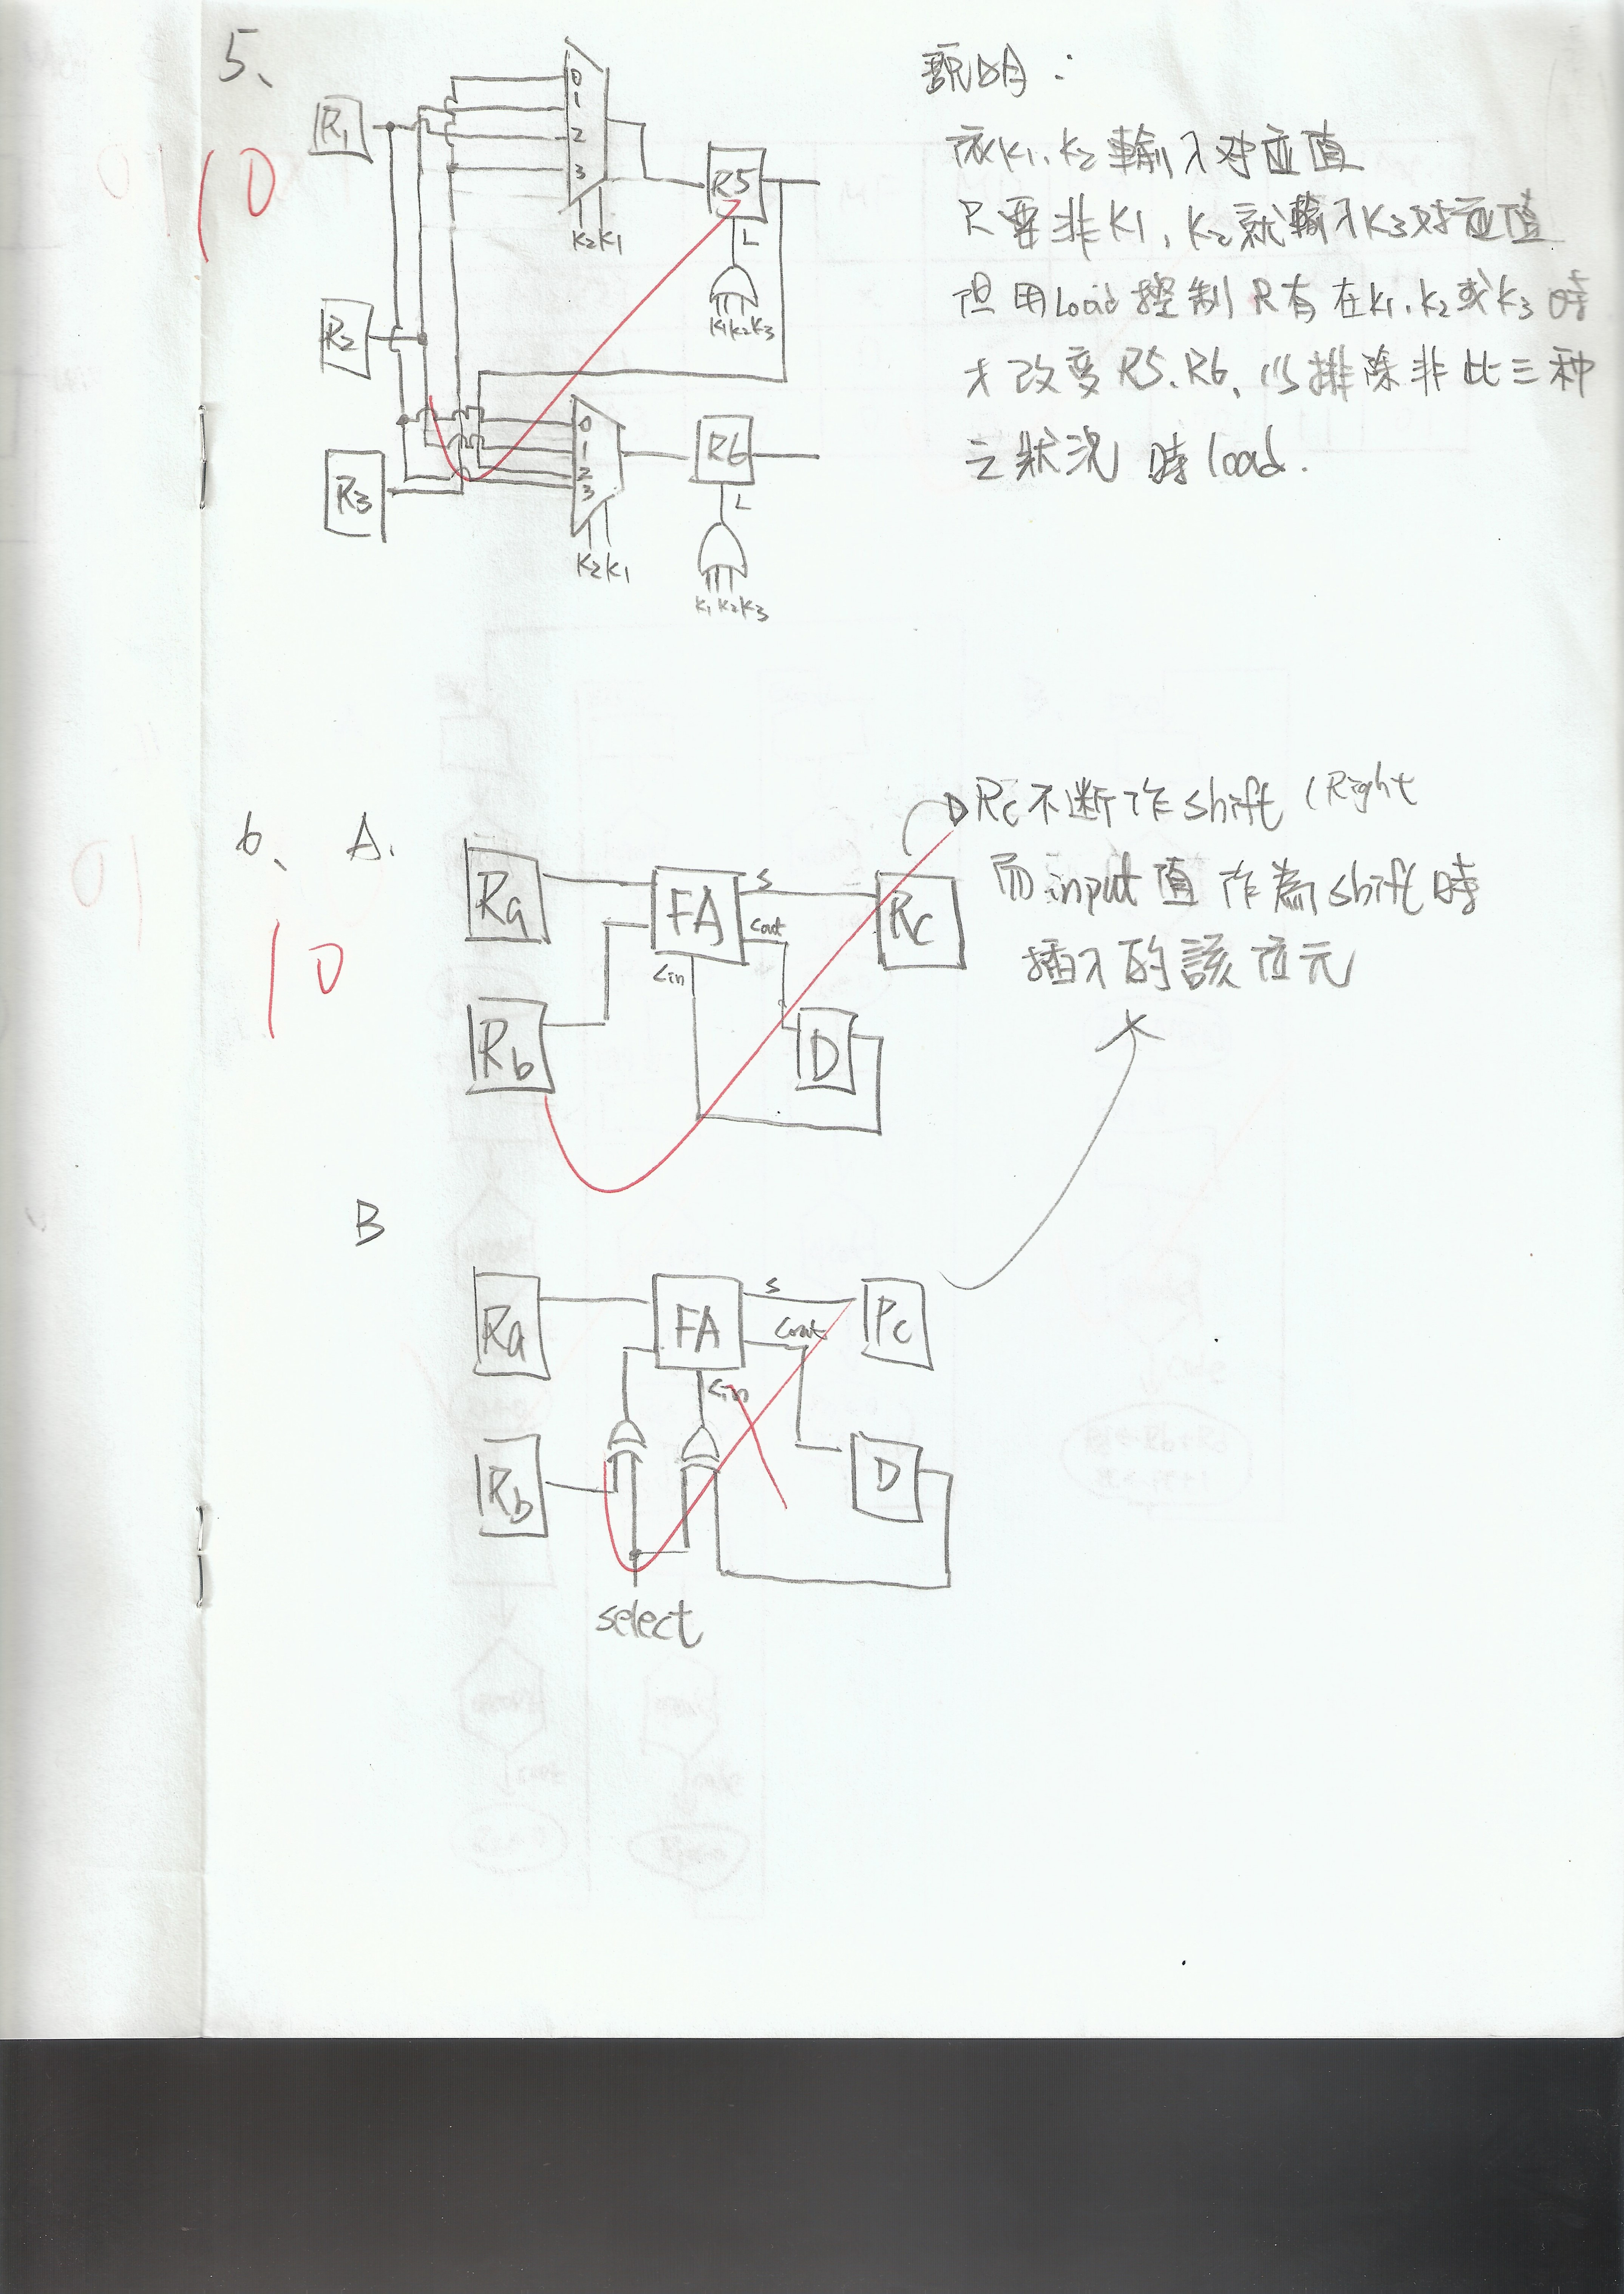 5、
R1
0
1
2
3
K2 K1
R5
L
K1 K2 K3
10
R2
R3
0
1
2
3
K2 K1
R6
L
K1 K2 K3
說明：
依K1、K2輸入对应值
只要非K1、K2就輸入K3对应值
但用Load控制只有在K1、K2或K3時
才改变R5、R6、以排除非此三种
之狀況時load.
6、A.
10
Ra
Rb
FA
S
Cout
Cin
Rc
D
Rc不断作shift (Right
而input值作為shift時
插入的該位元
B
Ra
Rb
FA
S
Cout
Cin
Rc
D
select